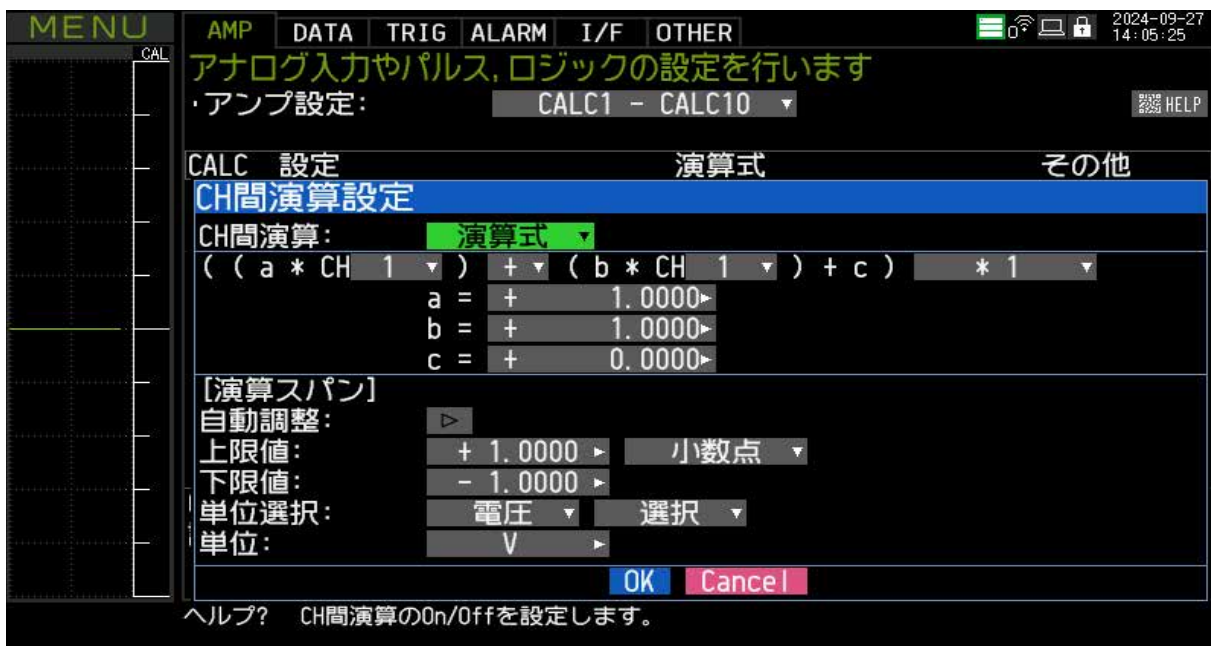 MENU AMP DATA TRIG ALARM I/F OTHER 2024-09-27
14:05:25
CAL
アナログ入力やパルス,ロジックの設定を行います
・アンプ設定: CALC1 - CALC10 ▼ HELP
CALC 設定 演算式 その他
CH間演算設定
CH間演算: 演算式 ▼
( ( a * CH 1 ▼ ) + ▼ ( b * CH 1 ▼ ) + c ) * 1 ▼
a = + 1.0000►
b = + 1.0000►
c = + 0.0000►
[演算スパン]
自動調整: ▷
上限値: + 1.0000 ► 小数点 ▼
下限値: - 1.0000 ►
単位選択: 電圧 ▼ 選択 ▼
単位: V ►
OK Cancel
ヘルプ? CH間演算のOn/Offを設定します。